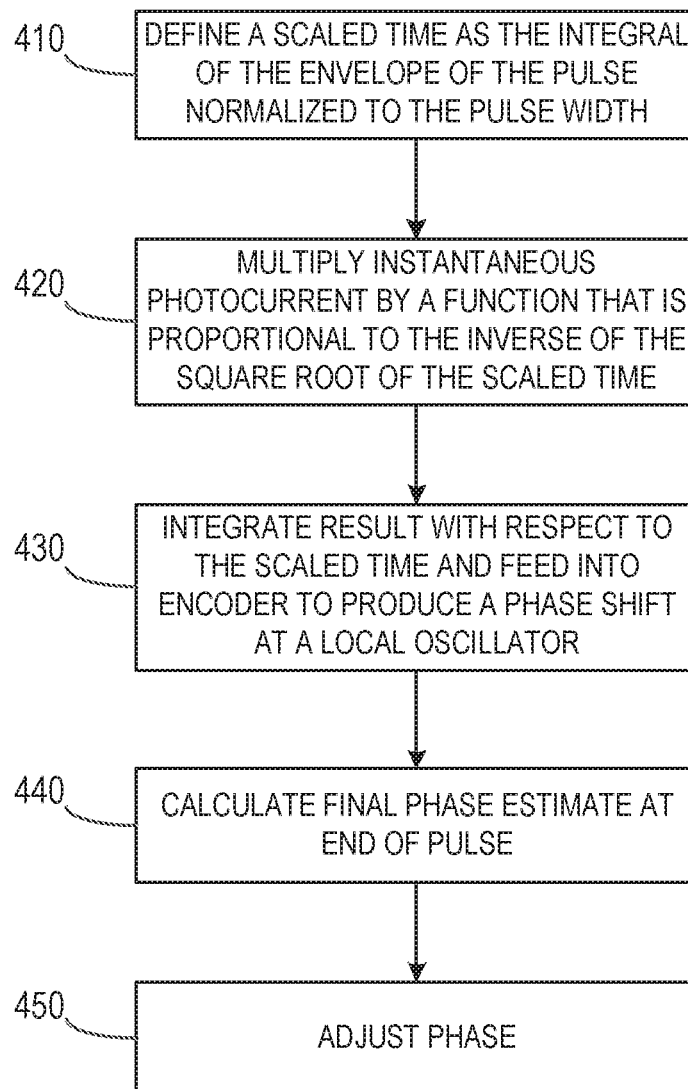 410
DEFINE A SCALED TIME AS THE INTEGRAL
OF THE ENVELOPE OF THE PULSE
NORMALIZED TO THE PULSE WIDTH
420
MULTIPLY INSTANTANEOUS
PHOTOCURRENT BY A FUNCTION THAT IS
PROPORTIONAL TO THE INVERSE OF THE
SQUARE ROOT OF THE SCALED TIME
430
INTEGRATE RESULT WITH RESPECT TO
THE SCALED TIME AND FEED INTO
ENCODER TO PRODUCE A PHASE SHIFT
AT A LOCAL OSCILLATOR
440
CALCULATE FINAL PHASE ESTIMATE AT
END OF PULSE
450
ADJUST PHASE